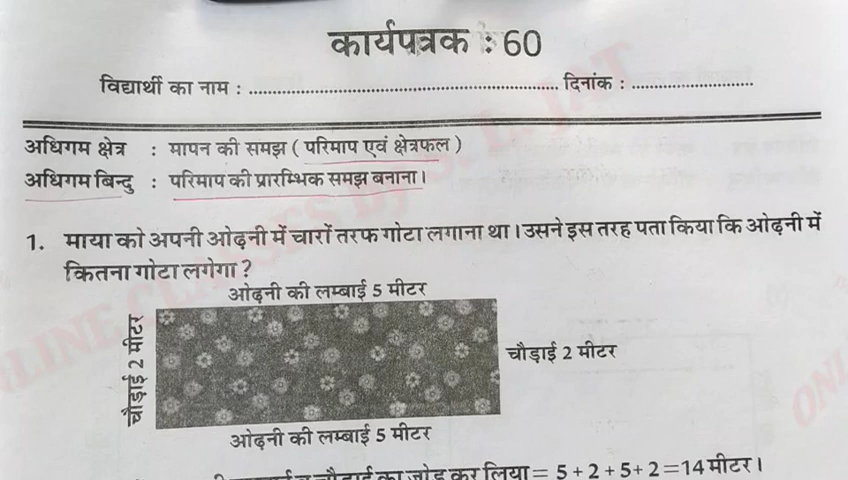 कार्यपत्रक : 60
विद्यार्थी का नाम : ............................................................ दिनांक : ........................
अधिगम क्षेत्र : मापन की समझ ( परिमाप एवं क्षेत्रफल )
अधिगम बिन्दु : परिमाप की प्रारम्भिक समझ बनाना।
1. माया को अपनी ओढ़नी में चारों तरफ गोटा लगाना था। उसने इस तरह पता किया कि ओढ़नी में
कितना गोटा लगेगा ?
ओढ़नी की लम्बाई 5 मीटर
चौड़ाई 2 मीटर
चौड़ाई 2 मीटर
ओढ़नी की लम्बाई 5 मीटर
चौड़ाई का जोड़ कर लिया = 5 + 2 + 5 + 2 = 14 मीटर।